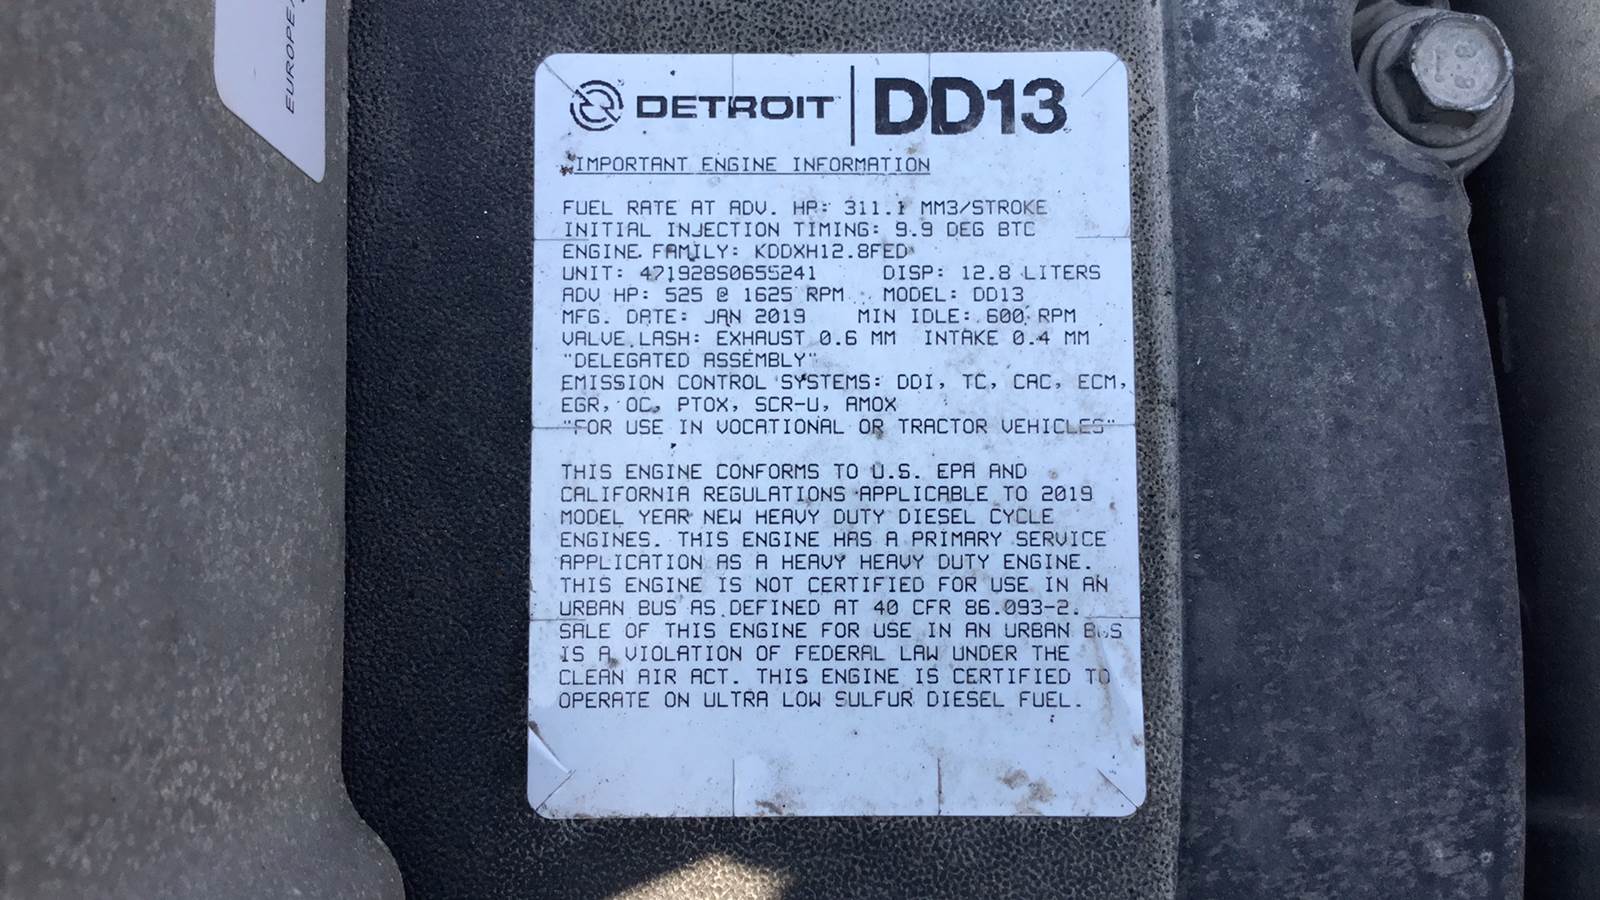 EUROPE
DETROIT | DD13
IMPORTANT ENGINE INFORMATION
FUEL RATE AT ADV. HP: 311.1 MM3/STROKE
INITIAL INJECTION TIMING: 9.9 DEG BTC
ENGINE FAMILY: KDDXH12.8FED
UNIT: 471928S0655241 DISP: 12.8 LITERS
ADV HP: 525 @ 1625 RPM MODEL: DD13
MFG. DATE: JAN 2019 MIN IDLE: 600 RPM
VALVE LASH: EXHAUST 0.6 MM INTAKE 0.4 MM
"DELEGATED ASSEMBLY"
EMISSION CONTROL SYSTEMS: DDI, TC, CAC, ECM,
EGR, OC, PTOX, SCR-U, AMOX
"FOR USE IN VOCATIONAL OR TRACTOR VEHICLES"
THIS ENGINE CONFORMS TO U.S. EPA AND
CALIFORNIA REGULATIONS APPLICABLE TO 2019
MODEL YEAR NEW HEAVY DUTY DIESEL CYCLE
ENGINES. THIS ENGINE HAS A PRIMARY SERVICE
APPLICATION AS A HEAVY HEAVY DUTY ENGINE.
THIS ENGINE IS NOT CERTIFIED FOR USE IN AN
URBAN BUS AS DEFINED AT 40 CFR 86.093-2.
SALE OF THIS ENGINE FOR USE IN AN URBAN BUS
IS A VIOLATION OF FEDERAL LAW UNDER THE
CLEAN AIR ACT. THIS ENGINE IS CERTIFIED TO
OPERATE ON ULTRA LOW SULFUR DIESEL FUEL.